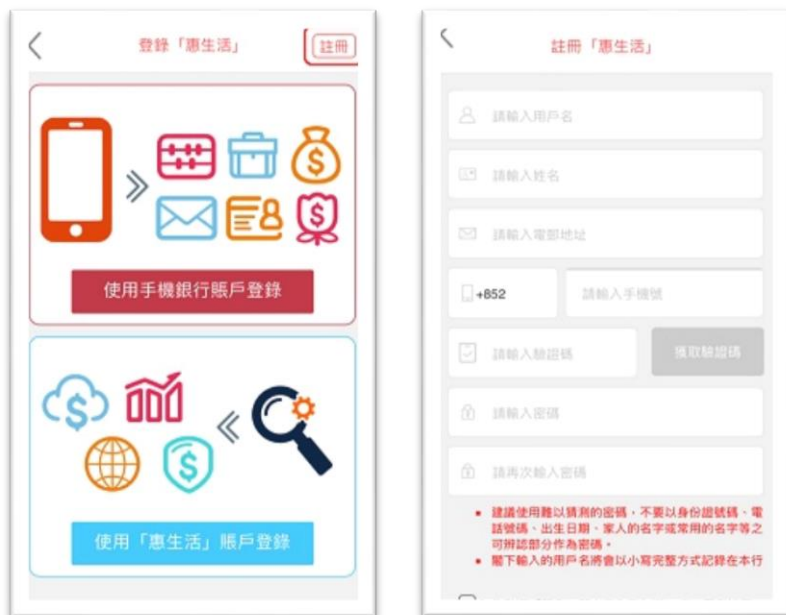 登錄「惠生活」
註冊
使用手機銀行賬戶登錄
使用「惠生活」賬戶登錄
註冊「惠生活」
請輸入用戶名
請輸入姓名
請輸入電郵地址
+852
請輸入手機號
請輸入驗證碼
獲取驗證碼
請輸入密碼
請再次輸入密碼
• 建議使用難以猜測的密碼，不要以身份證號碼、電
話號碼、出生日期、家人的名字或常用的名字等之
可辨認部分作為密碼。
• 閣下輸入的用戶名將會以小寫完整方式記錄在本行